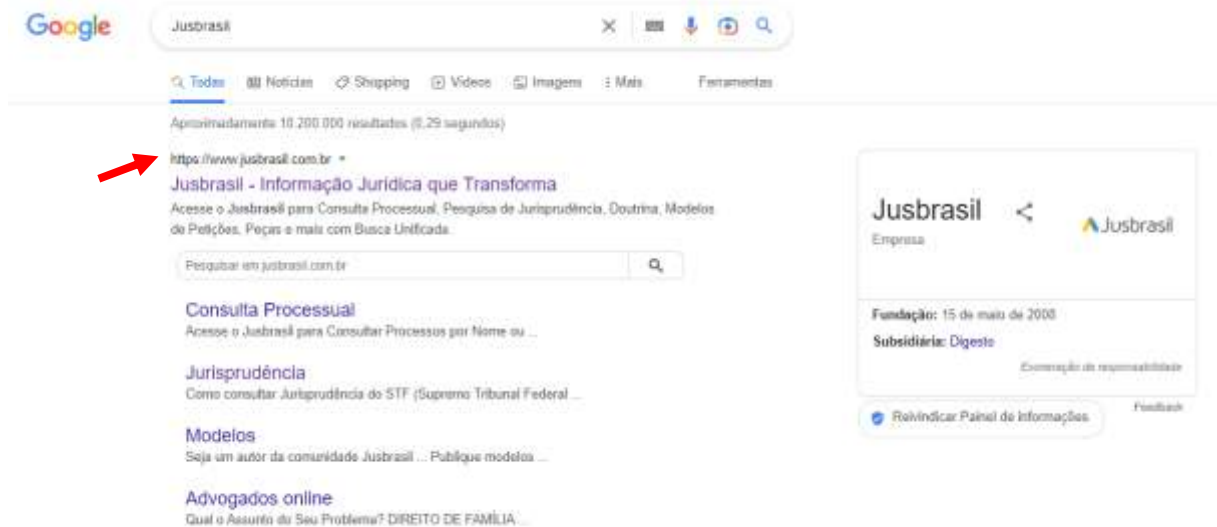 Google
Jusbrasil
Todas Notícias Shopping Vídeos Imagens Mais Ferramentas
Aproximadamente 10.200.000 resultados (0,29 segundos)
https://www.jusbrasil.com.br
Jusbrasil - Informação Jurídica que Transforma
Acesse o Jusbrasil para Consulta Processual, Pesquisa de Jurisprudência, Doutrina, Modelos
de Petições, Peças e mais com Busca Unificada.
Pesquisar em jusbrasil.com.br
Consulta Processual
Acesse o Jusbrasil para Consultar Processos por Nome ou ...
Jurisprudência
Como consultar Jurisprudência do STF (Supremo Tribunal Federal ...
Modelos
Seja um autor da comunidade Jusbrasil ... Publique modelos ...
Advogados online
Qual o Assunto do Seu Problema? DIREITO DE FAMÍLIA ...
Jusbrasil
Empresa
Jusbrasil
Fundação: 15 de maio de 2008
Subsidiária: Digesto
Exoneração de responsabilidade
Feedback
Reivindicar Painel de informações